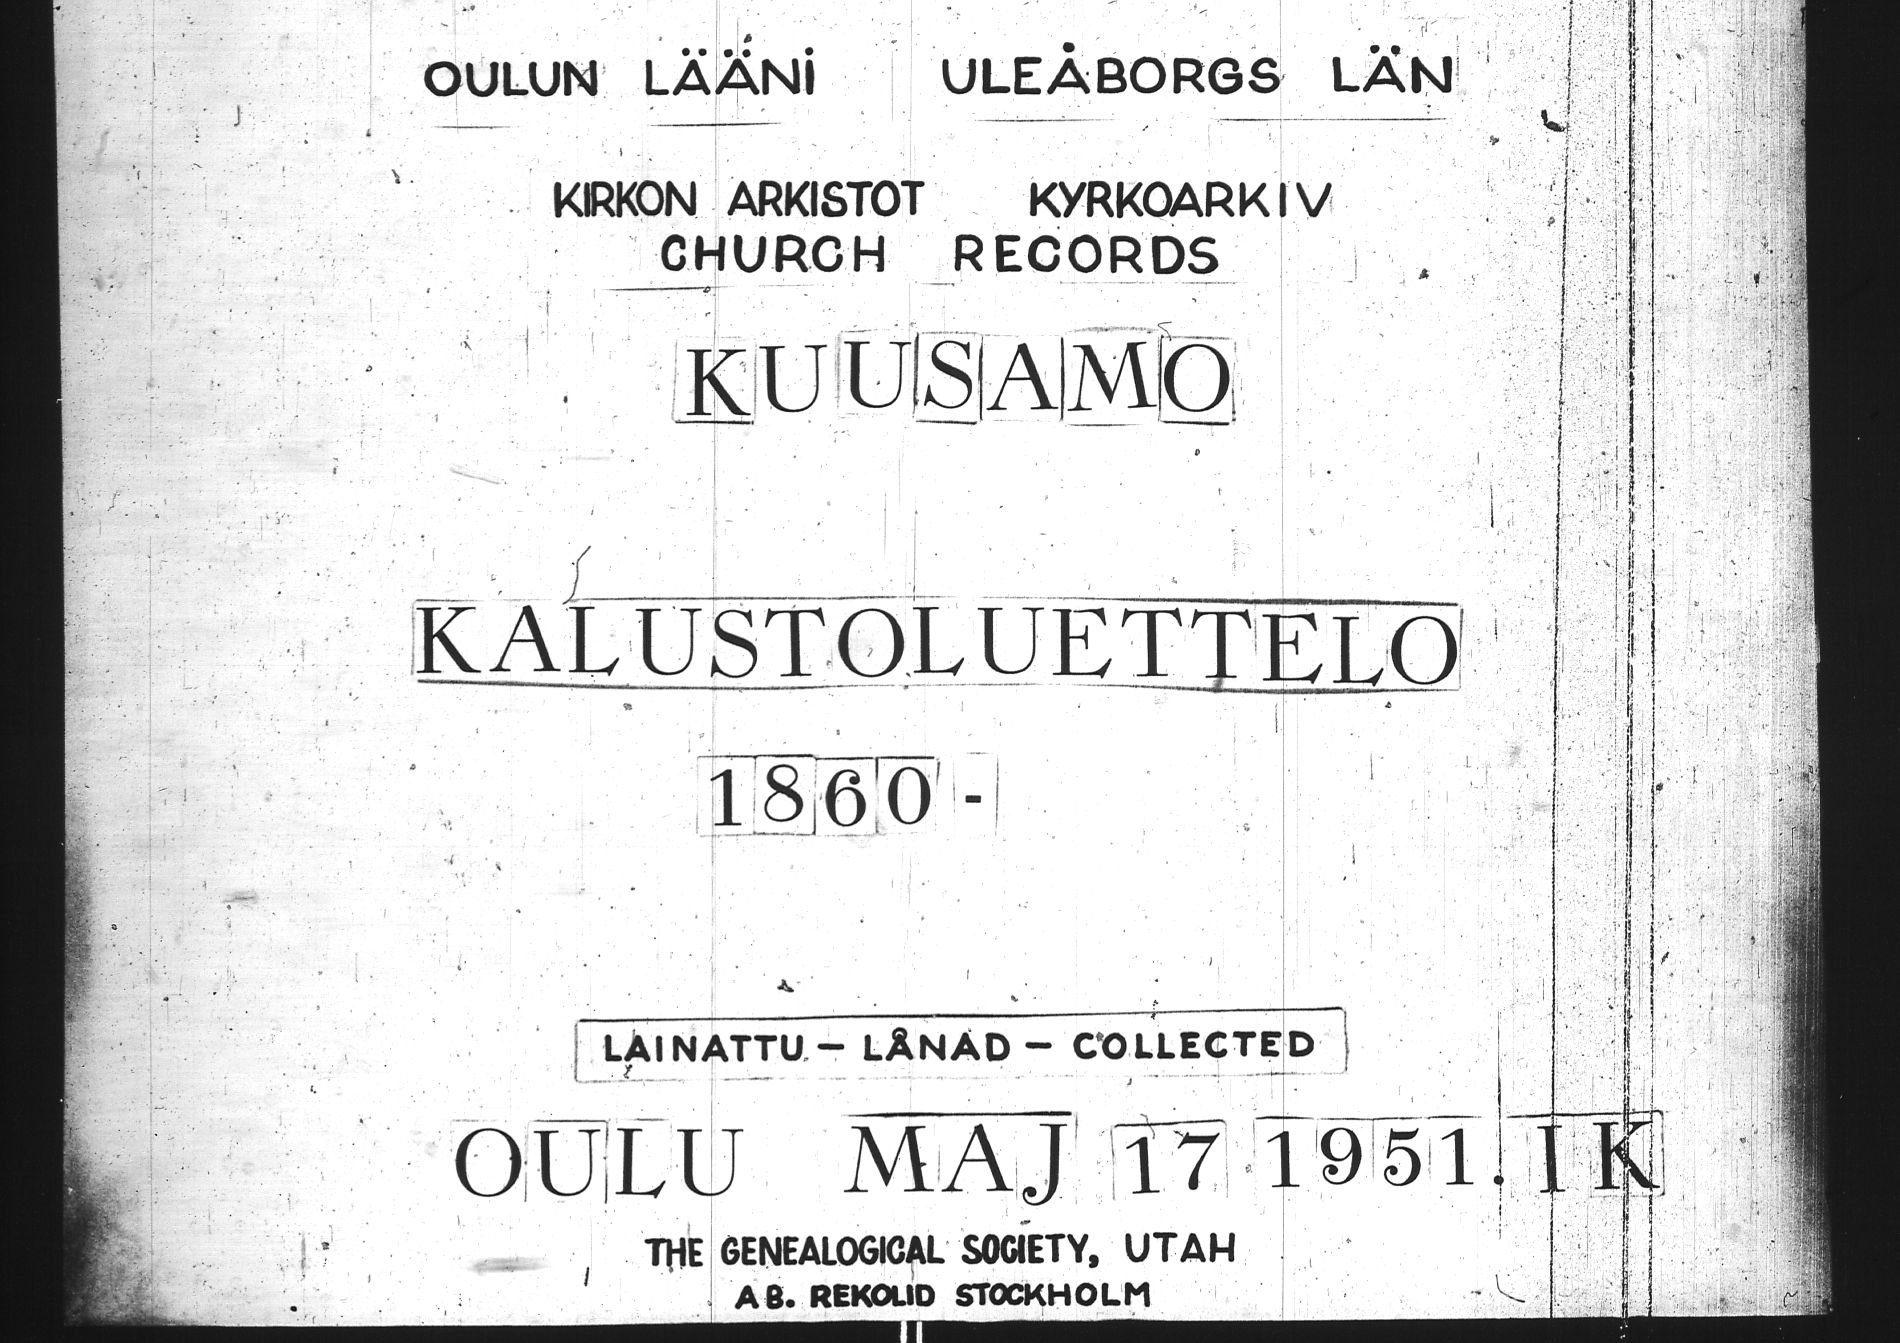 OULUN LÄÄNI ULEÅBORGS LÄN
KIRKON ARKISTOT KYRKOARKIV
CHURCH RECORDS
KUUSAMO
KALUSTOLUETTELO
1860-
LAINATTU – LÅNAD – COLLECTED
OULU MAJ 17 1951. IK
THE GENEALOGICAL SOCIETY, UTAH
AB. REKOLID STOCKHOLM